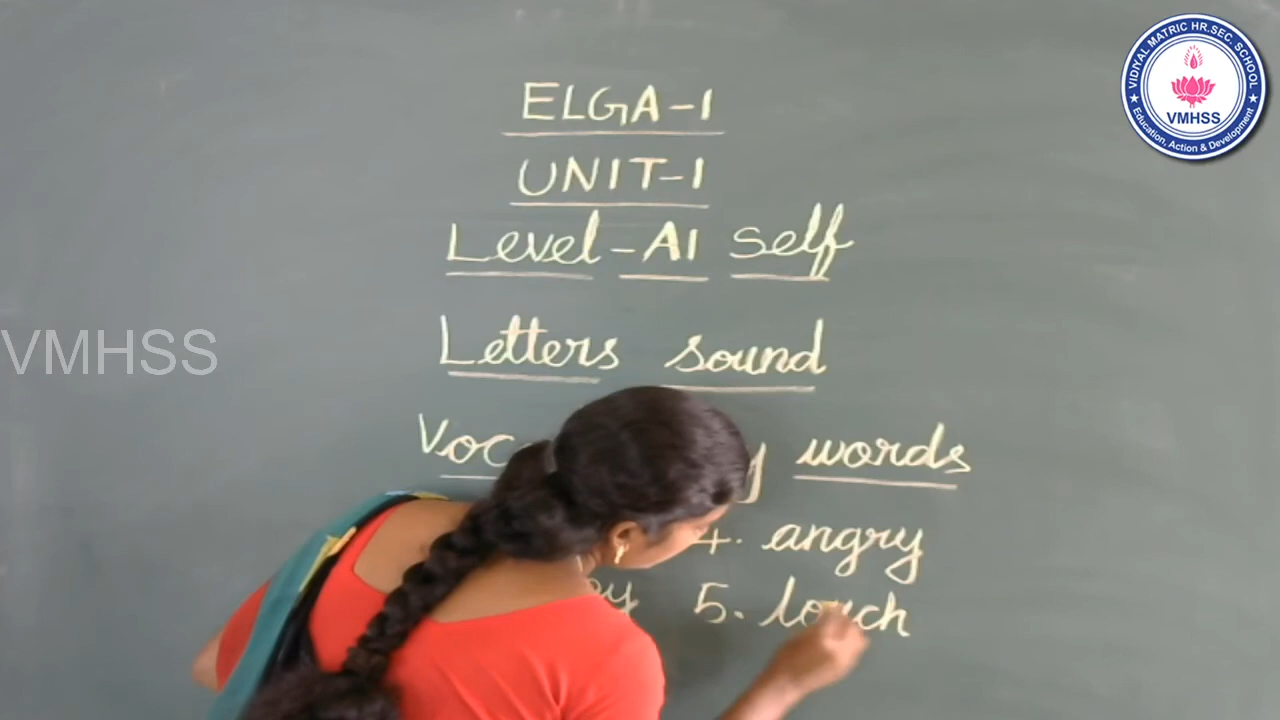 VIDIYAL MATRIC HR.SEC. SCHOOL
VMHSS
Education, Action & Development
ELGA-1
UNIT-1
Level-A1 self
VMHSS
Letters sound
words
4. angry
5.